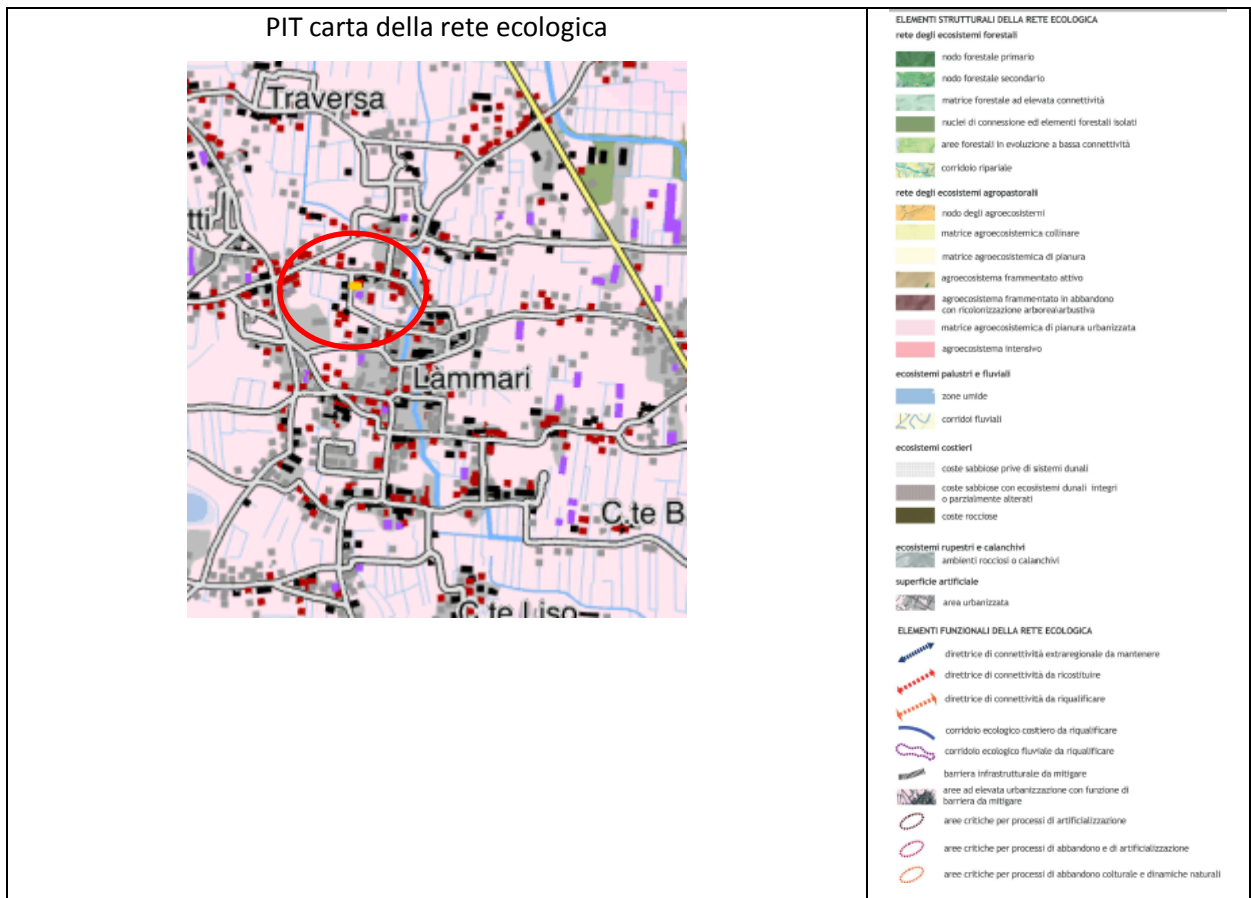 PIT carta della rete ecologica
Traversa
tti
Làmmari
C.te B
C.te Liso
ELEMENTI STRUTTURALI DELLA RETE ECOLOGICA
rete degli ecosistemi forestali
nodo forestale primario
nodo forestale secondario
matrice forestale ad elevata connettività
nuclei di connessione ed elementi forestali isolati
aree forestali in evoluzione a bassa connettività
corridoio ripariale
rete degli ecosistemi agropastorali
nodo degli agroecosistemi
matrice agroecosistemica collinare
matrice agroecosistemica di pianura
agroecosistema frammentato attivo
agroecosistema frammentato in abbandono
con ricolonizzazione arborea\arbustiva
matrice agroecosistemica di pianura urbanizzata
agroecosistema intensivo
ecosistemi palustri e fluviali
zone umide
corridoi fluviali
ecosistemi costieri
coste sabbiose prive di sistemi dunali
coste sabbiose con ecosistemi dunali integri
o parzialmente alterati
coste rocciose
ecosistemi rupestri e calanchivi
ambienti rocciosi o calanchivi
superficie artificiale
area urbanizzata
ELEMENTI FUNZIONALI DELLA RETE ECOLOGICA
direttrice di connettività extraregionale da mantenere
direttrice di connettività da ricostituire
direttrice di connettività da riqualificare
corridoio ecologico costiero da riqualificare
corridoio ecologico fluviale da riqualificare
barriera infrastrutturale da mitigare
aree ad elevata urbanizzazione con funzione di
barriera da mitigare
aree critiche per processi di artificializzazione
aree critiche per processi di abbandono e di artificializzazione
aree critiche per processi di abbandono colturale e dinamiche naturali